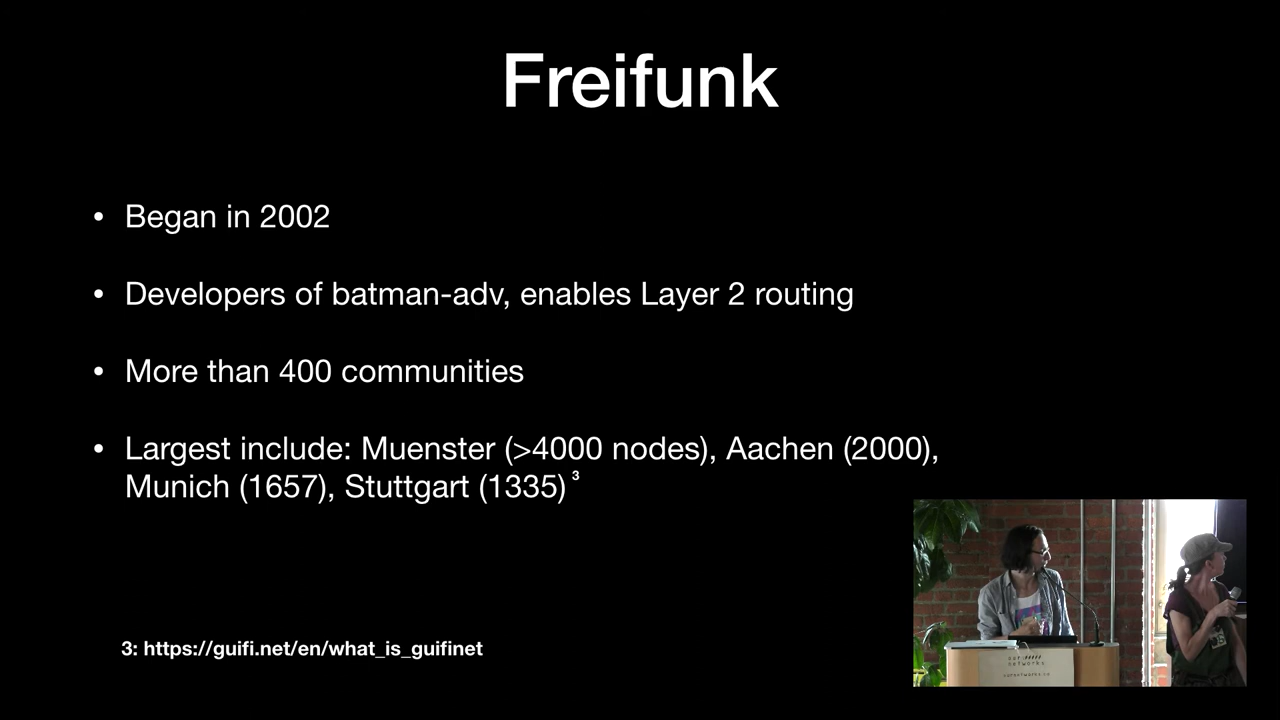 Freifunk
• Began in 2002
• Developers of batman-adv, enables Layer 2 routing
• More than 400 communities
• Largest include: Muenster (>4000 nodes), Aachen (2000),
Munich (1657), Stuttgart (1335) ³
3: https://guifi.net/en/what_is_guifinet
networks